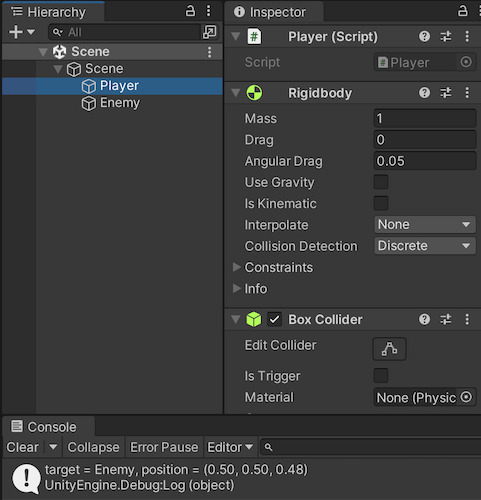 Hierarchy
All
Scene
Scene
Player
Enemy
Inspector
Player (Script)
Script
Player
Rigidbody
Mass 1
Drag 0
Angular Drag 0.05
Use Gravity
Is Kinematic
Interpolate None
Collision Detection Discrete
Constraints
Info
Box Collider
Edit Collider
Is Trigger
Material None (Physic
Console
Clear Collapse Error Pause Editor
target = Enemy, position = (0.50, 0.50, 0.48)
UnityEngine.Debug:Log (object)